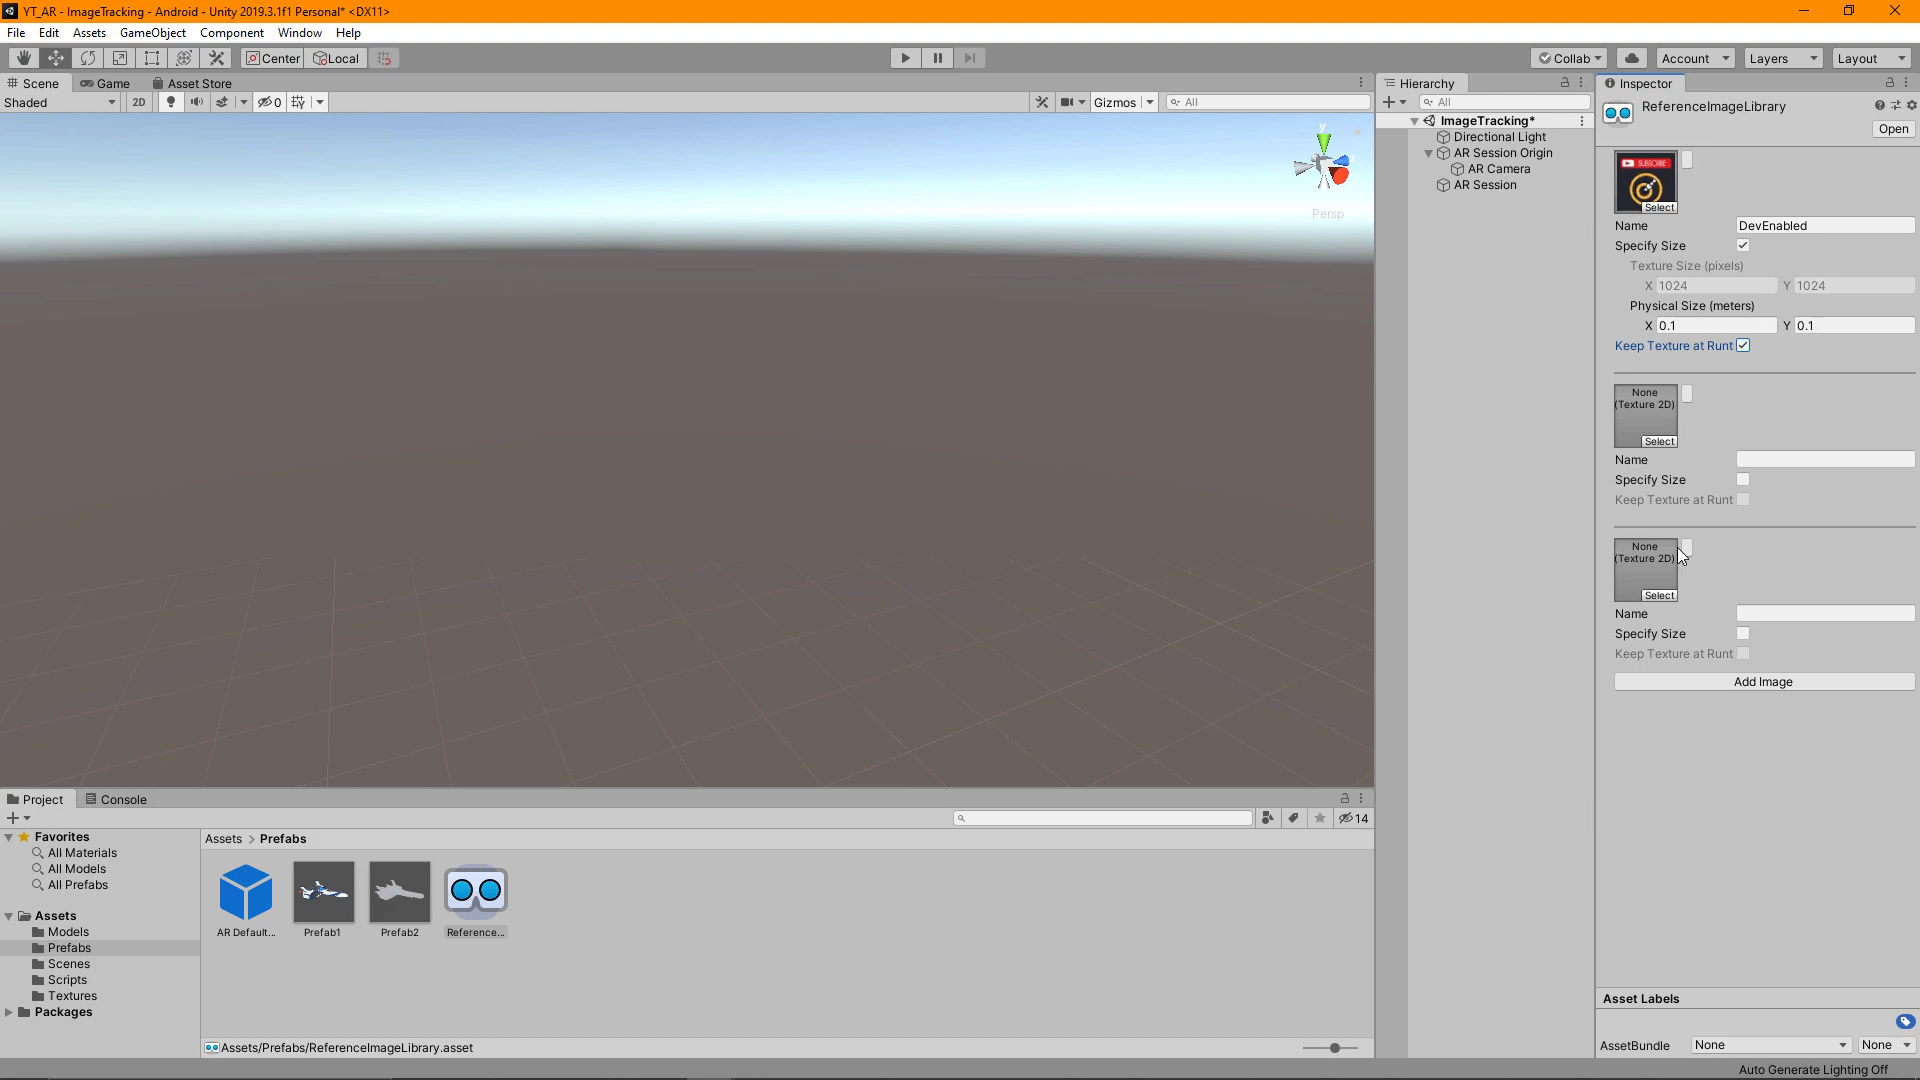 YT_AR - ImageTracking - Android - Unity 2019.3.1f1 Personal* <DX11>
File Edit Assets GameObject Component Window Help
Center Local Collab Account Layers Layout
Scene Game Asset Store
Shaded 2D 0 Gizmos All
y
Persp
Hierarchy
All
ImageTracking*
Directional Light
AR Session Origin
AR Camera
AR Session
Inspector
ReferenceImageLibrary
Open
SUBSCRIBE
Select
Name DevEnabled
Specify Size
Texture Size (pixels)
X 1024 Y 1024
Physical Size (meters)
X 0.1 Y 0.1
Keep Texture at Runt
None
(Texture 2D)
Select
Name
Specify Size
Keep Texture at Runt
None
(Texture 2D)
Select
Name
Specify Size
Keep Texture at Runt
Add Image
Project Console
14
Favorites
All Materials
All Models
All Prefabs
Assets
Models
Prefabs
Scenes
Scripts
Textures
Packages
Assets > Prefabs
AR Default... Prefab1 Prefab2 Reference...
Assets/Prefabs/ReferenceImageLibrary.asset
Asset Labels
AssetBundle None None
Auto Generate Lighting Off